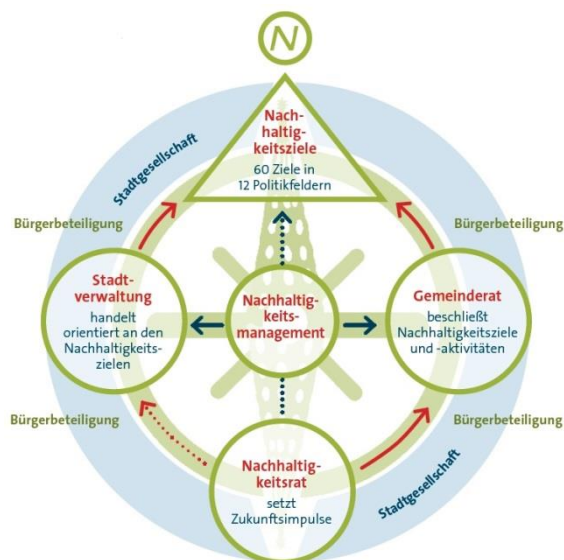 N
Nach-
haltig-
keitsziele
60 Ziele in
12 Politikfeldern
Stadtgesellschaft
Bürgerbeteiligung
Bürgerbeteiligung
Stadt-
verwaltung
handelt
orientiert an den
Nachhaltigkeits-
zielen
Nachhaltig-
keits-
management
Gemeinderat
beschließt
Nachhaltigkeitsziele
und -aktivitäten
Bürgerbeteiligung
Bürgerbeteiligung
Nachhaltig-
keitsrat
setzt
Zukunftsimpulse
Stadtgesellschaft